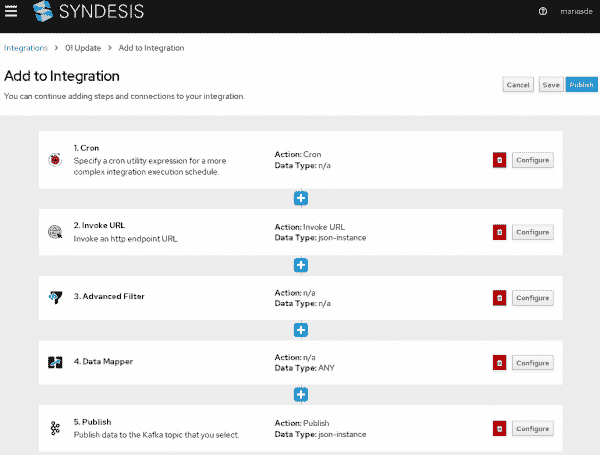 SYNDESIS
mariasde
Integrations > 01 Update > Add to Integration
Add to Integration
You can continue adding steps and connections to your integration.
Cancel
Save
Publish
1. Cron
Specify a cron utility expression for a more
complex integration execution schedule.
Action: Cron
Data Type: n/a
Configure
2. Invoke URL
Invoke an http endpoint URL
Action: Invoke URL
Data Type: json-instance
Configure
3. Advanced Filter
Action: n/a
Data Type: n/a
Configure
4. Data Mapper
Action: n/a
Data Type: ANY
Configure
5. Publish
Publish data to the Kafka topic that you select.
Action: Publish
Data Type: json-instance
Configure